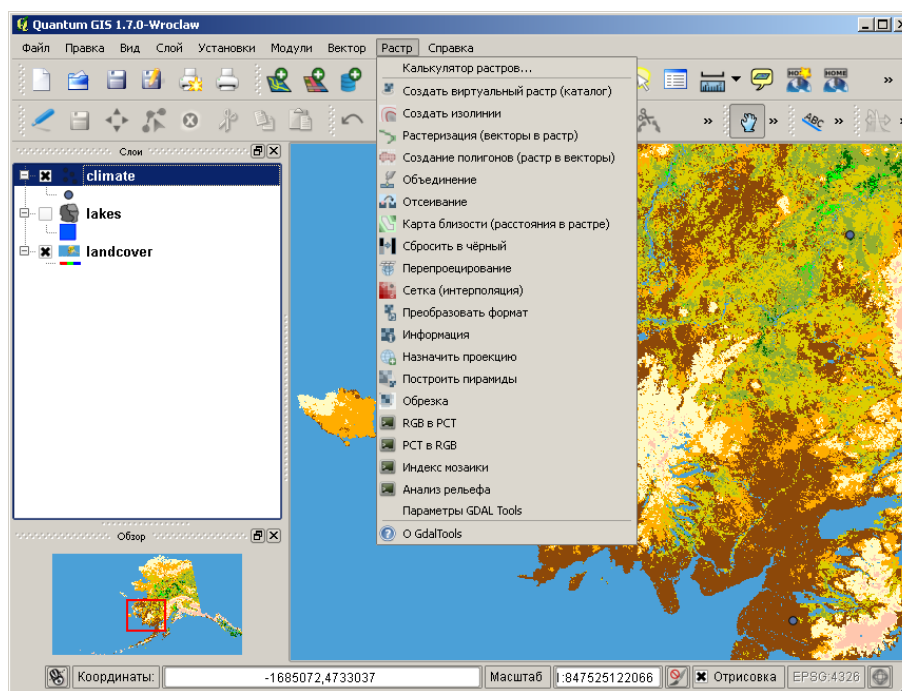 Quantum GIS 1.7.0-Wroclaw
Файл Правка Вид Слой Установки Модули Вектор Растр Справка
Калькулятор растров...
Создать виртуальный растр (каталог)
Создать изолинии
Растеризация (векторы в растр)
Создание полигонов (растр в векторы)
Объединение
Отсеивание
Карта близости (расстояния в растре)
Сбросить в чёрный
Перепроецирование
Сетка (интерполяция)
Преобразовать формат
Информация
Назначить проекцию
Построить пирамиды
Обрезка
RGB в PCT
PCT в RGB
Индекс мозаики
Анализ рельефа
Параметры GDAL Tools
О GdalTools
HOME
ABC
Слои
climate
lakes
landcover
Обзор
Координаты: -1685072,4733037 Масштаб 1:847525122066 Отрисовка EPSG:4326